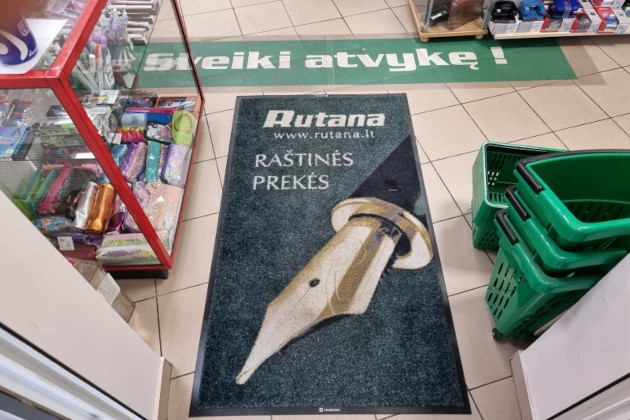 Sveiki atvykę !
Rutana
www.rutana.lt
RAŠTINĖS
PREKĖS